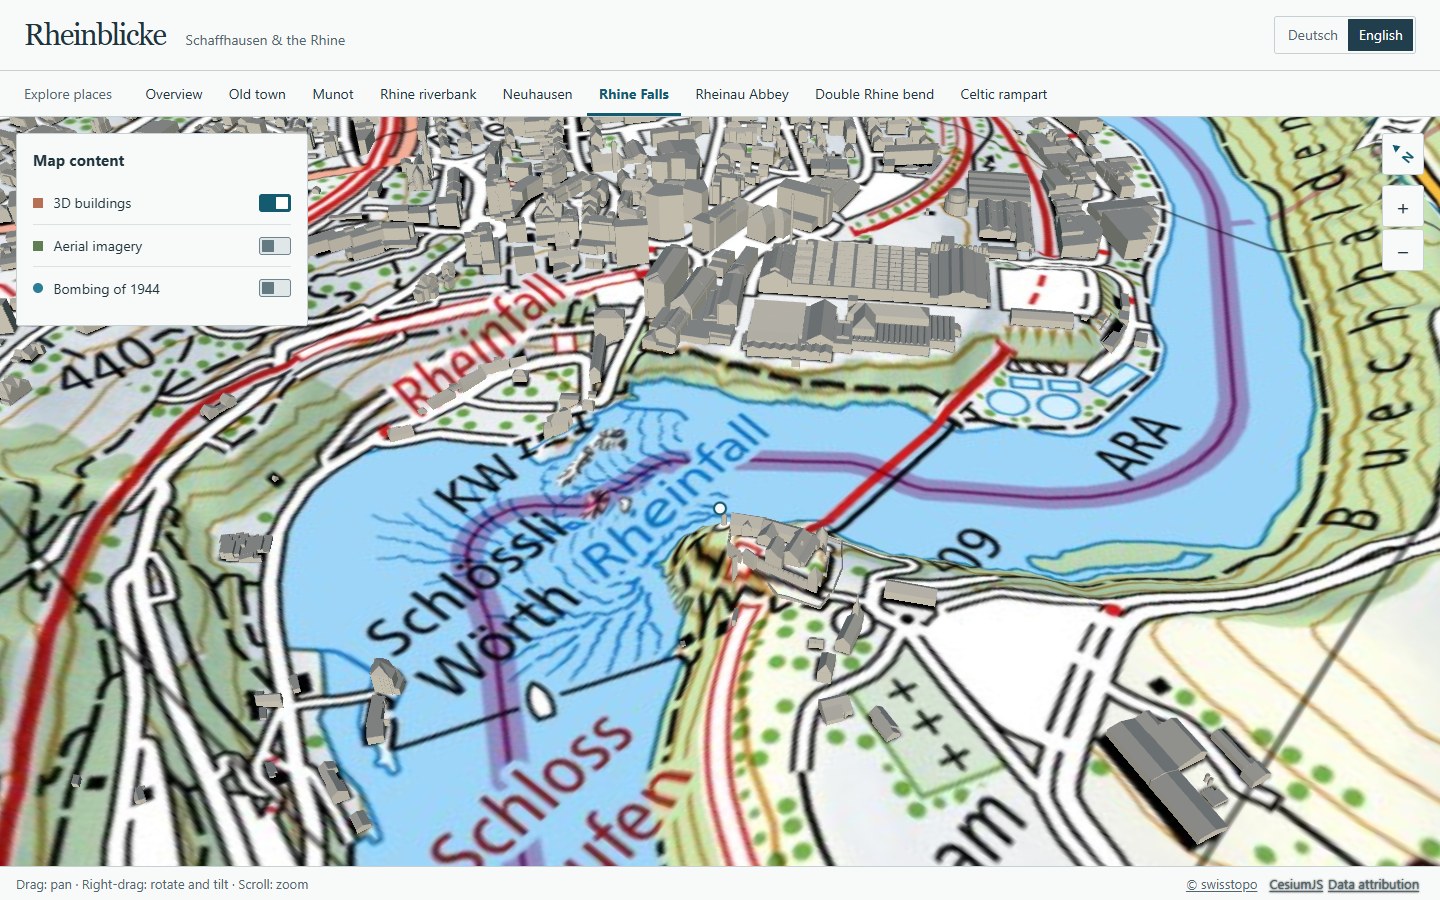 Rheinblicke
Schaffhausen & the Rhine
Deutsch
English
Explore places
Overview
Old town
Munot
Rhine riverbank
Neuhausen
Rhine Falls
Rheinau Abbey
Double Rhine bend
Celtic rampart
Map content
3D buildings
Aerial imagery
Bombing of 1944
N
+
−
Buechhalden
440
Rheinfall
KW
Rheinfall
ARA
Schlössli
Wörth
Schloss
ufen
am
Drag: pan · Right-drag: rotate and tilt · Scroll: zoom
© swisstopo
CesiumJS
Data attribution